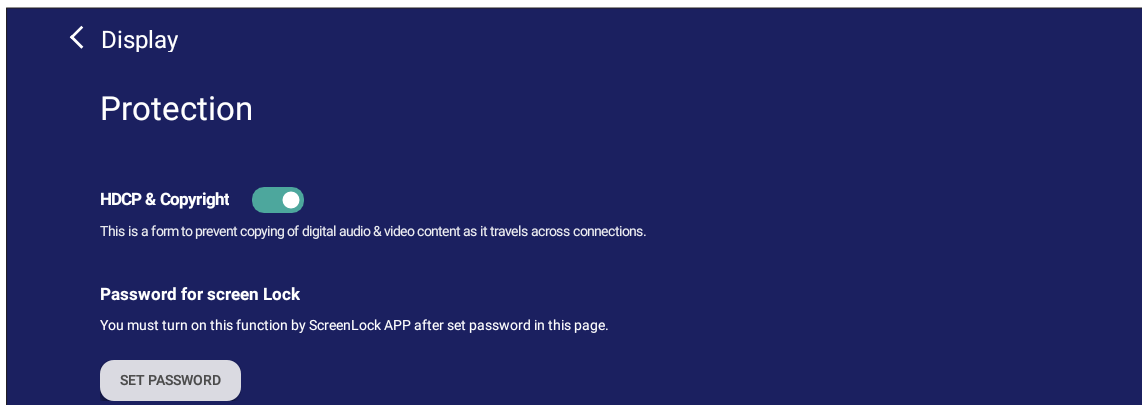 Display
Protection
HDCP & Copyright
This is a form to prevent copying of digital audio & video content as it travels across connections.
Password for screen Lock
You must turn on this function by ScreenLock APP after set password in this page.
SET PASSWORD